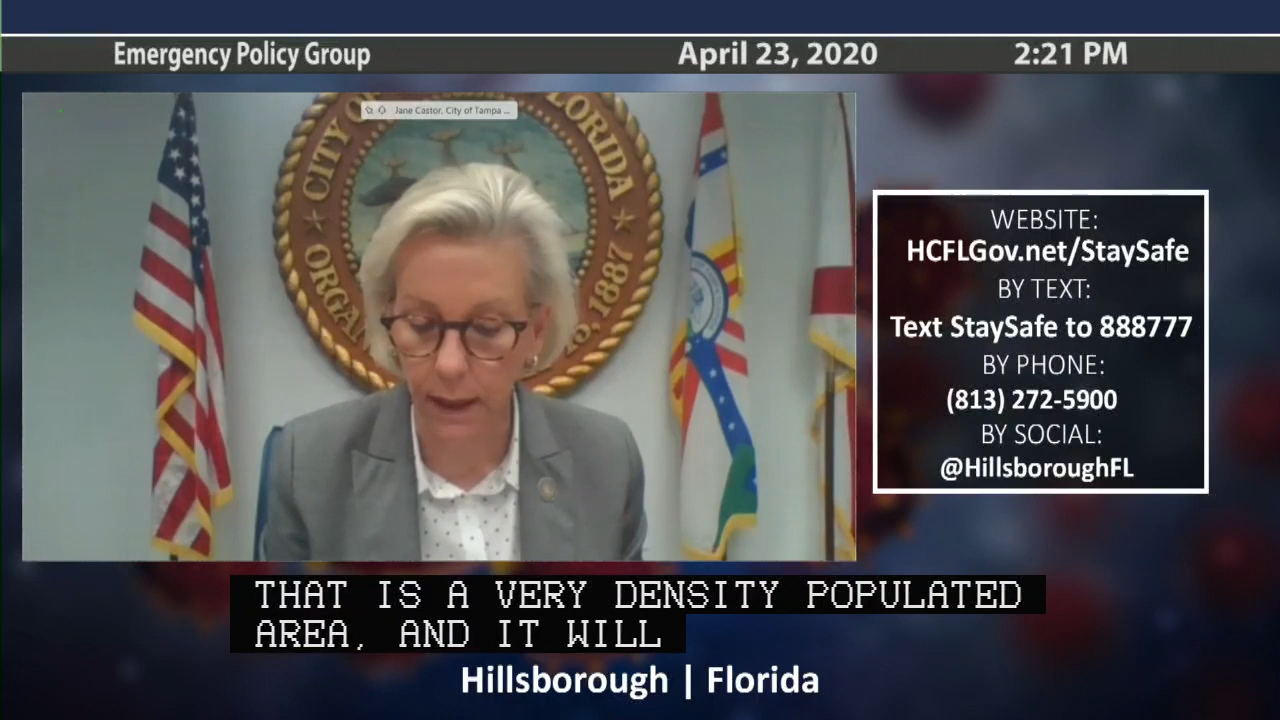 Emergency Policy Group
April 23, 2020
2:21 PM
Jane Castor, City of Tampa ...
CITY OF
FLORIDA
ORGA
1887
WEBSITE:
HCFLGov.net/StaySafe
BY TEXT:
Text StaySafe to 888777
BY PHONE:
(813) 272-5900
BY SOCIAL:
@HillsboroughFL
THAT IS A VERY DENSITY POPULATED
AREA, AND IT WILL
Hillsborough | Florida